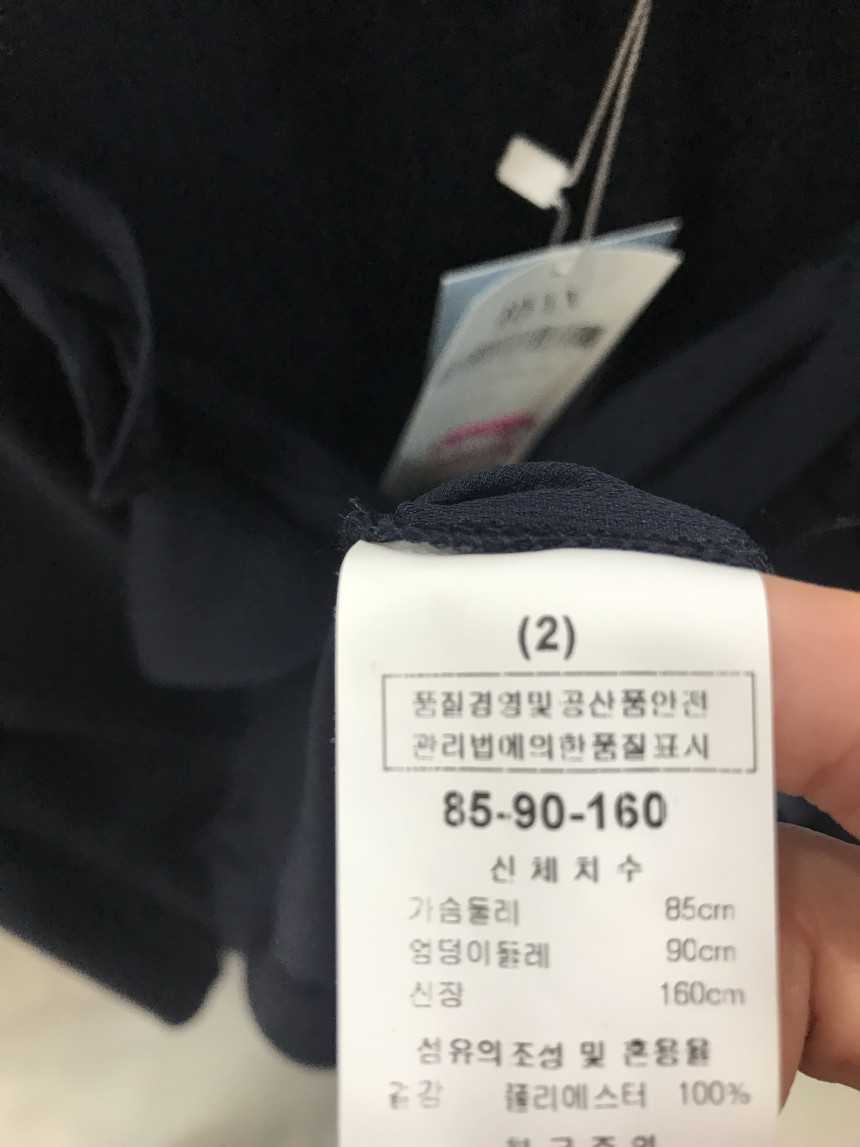 (2)
품질경영및공산품안전
관리법에의한품질표시
85-90-160
신체치수
가슴둘레 85cm
엉덩이둘레 90cm
신장 160cm
섬유의조성 및 혼용율
겉감 폴리에스터 100%